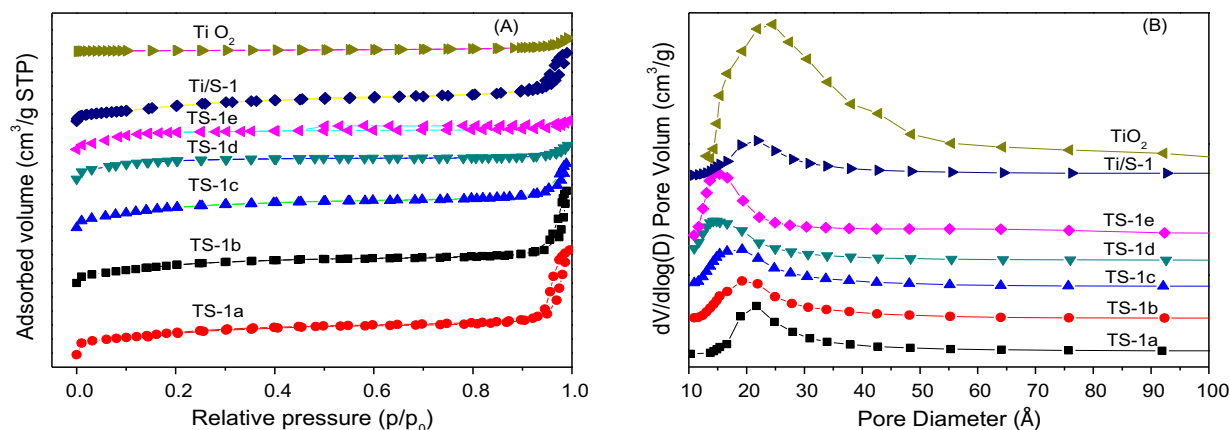 (A)
Ti O2
Ti/S-1
TS-1e
TS-1d
TS-1c
TS-1b
TS-1a
Adsorbed volume (cm3/g STP)
0.0 0.2 0.4 0.6 0.8 1.0
Relative pressure (p/p0)
(B)
TiO2
Ti/S-1
TS-1e
TS-1d
TS-1c
TS-1b
TS-1a
dV/dlog(D) Pore Volum (cm3/g)
10 20 30 40 50 60 70 80 90 100
Pore Diameter (Å)